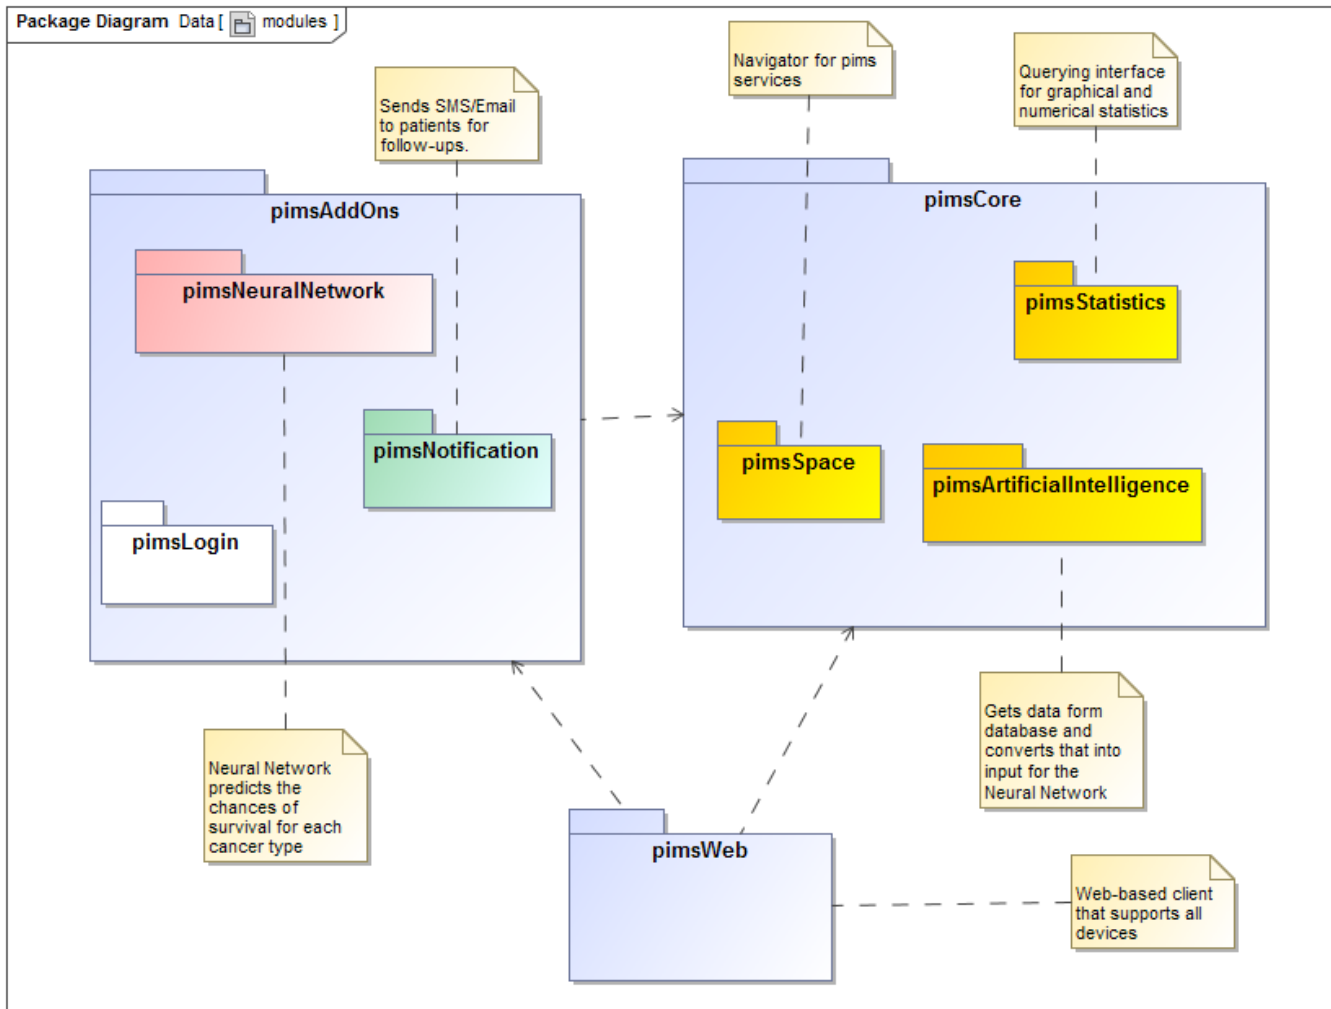 Package Diagram Data [ modules ]
Navigator for pims
services
Querying interface
for graphical and
numerical statistics
Sends SMS/Email
to patients for
follow-ups.
pimsAddOns
pimsCore
pimsNeuralNetwork
pimsStatistics
pimsNotification
pimsSpace
pimsArtificialIntelligence
pimsLogin
Gets data form
database and
converts that into
input for the
Neural Network
Neural Network
predicts the
chances of
survival for each
cancer type
pimsWeb
Web-based client
that supports all
devices